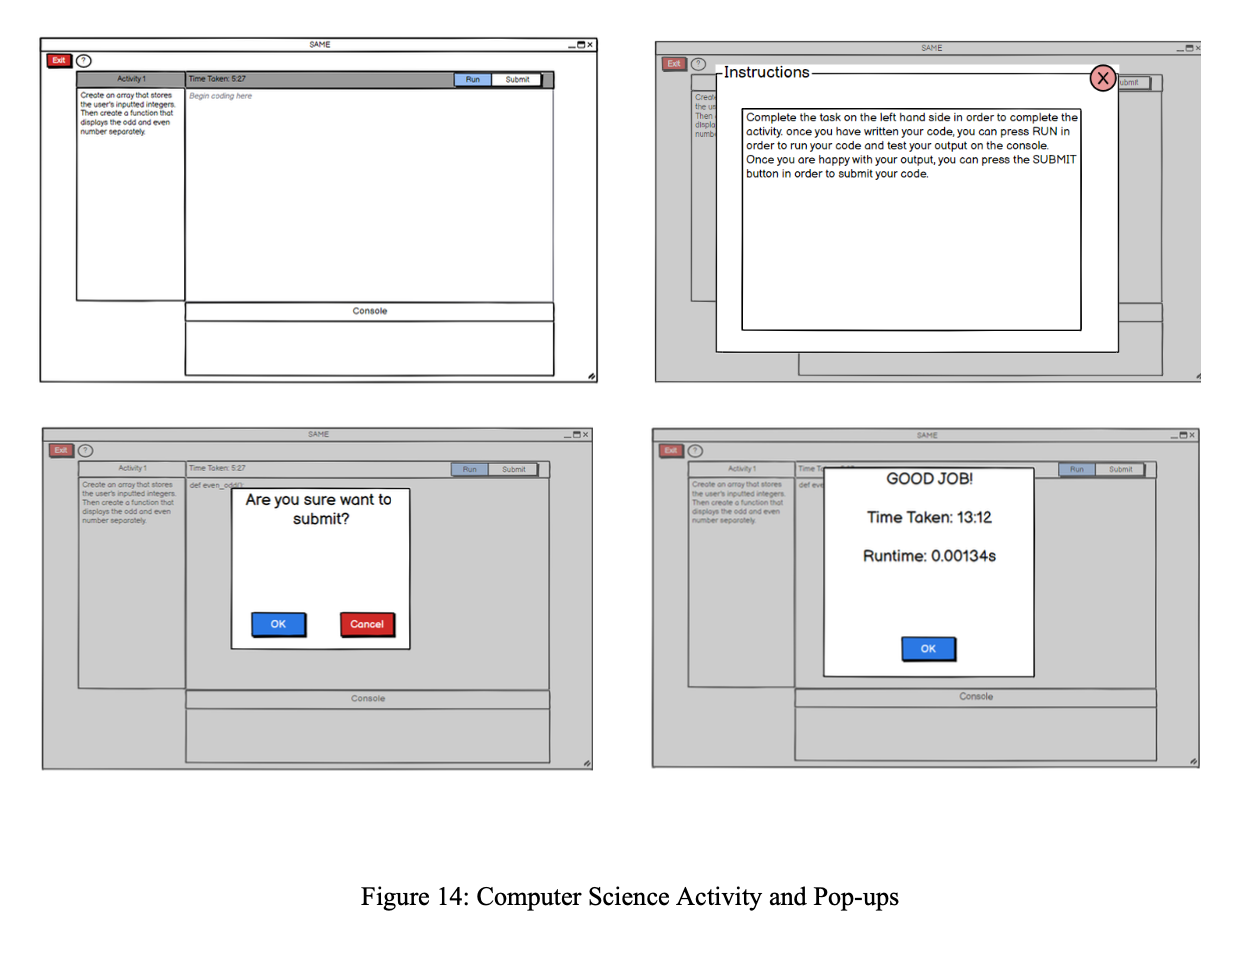 SAME
Exit ?
Activity 1
Time Taken: 5:27
Run Submit
Create an array that stores
the user's inputted integers.
Then create a function that
displays the odd and even
number separately.
Begin coding here
Console
SAME
Exit ?
Instructions
X
ubmit
Creat
the us
Then
displa
numb
Complete the task on the left hand side in order to complete the
activity. once you have written your code, you can press RUN in
order to run your code and test your output on the console.
Once you are happy with your output, you can press the SUBMIT
button in order to submit your code.
SAME
Exit ?
Activity 1
Time Taken: 5:27
Run Submit
Create an array that stores
the user's inputted integers.
Then create a function that
displays the odd and even
number separately.
def even_odd():
Are you sure want to
submit?
OK Cancel
Console
SAME
Exit ?
Activity 1
Time T
Run Submit
Create an array that stores
the user's inputted integers.
Then create a function that
displays the odd and even
number separately.
def eve
GOOD JOB!
Time Taken: 13:12
Runtime: 0.00134s
OK
Console
Figure 14: Computer Science Activity and Pop-ups